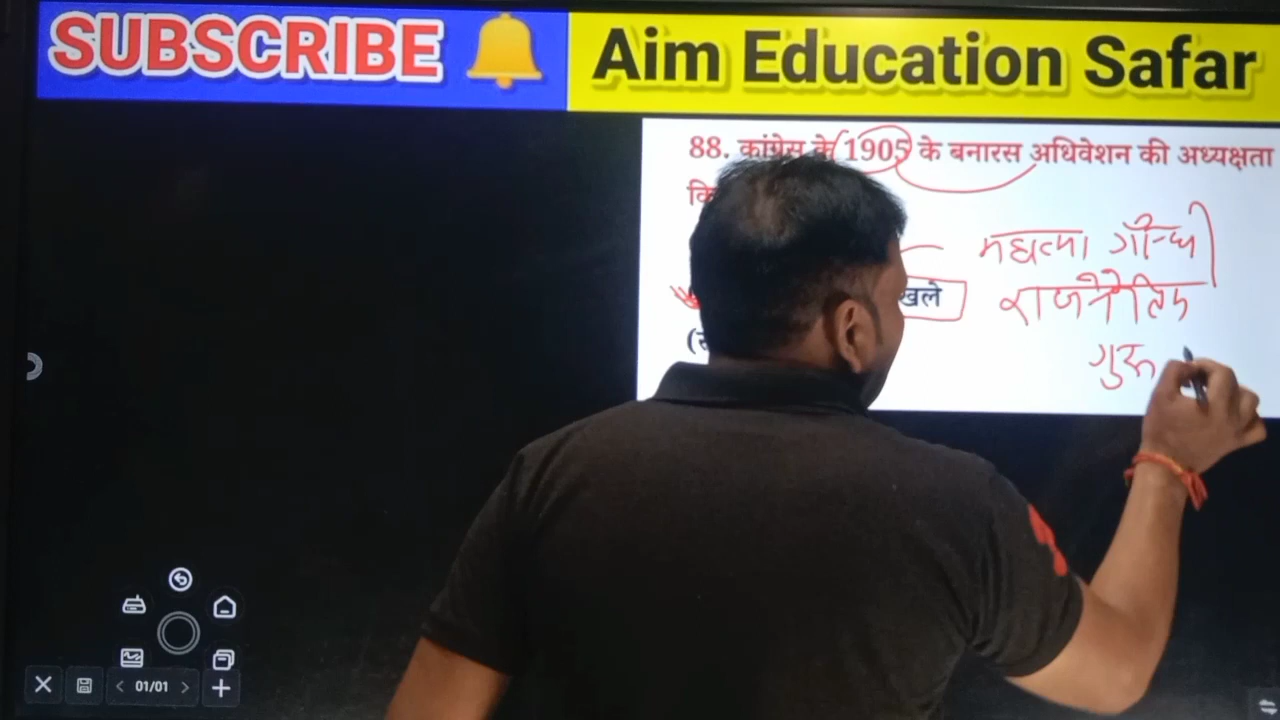 SUBSCRIBE
Aim Education Safar
88. कांग्रेस के 1905 के बनारस अधिवेशन की अध्यक्षता
महात्मा गाँन्धी
खले
राजनैतिक
गुरु
01/01